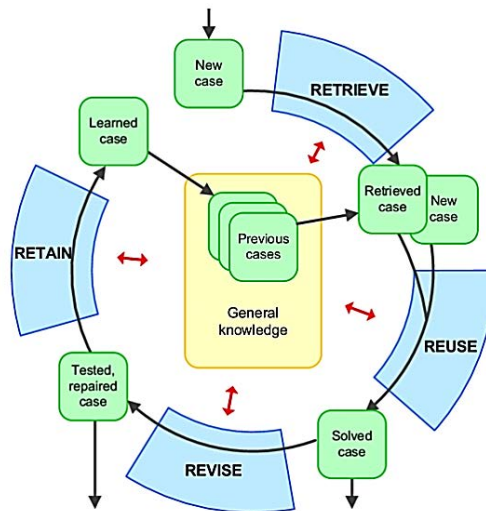 New
case
RETRIEVE
Learned
case
Retrieved
case
New
case
Previous
cases
RETAIN
General
knowledge
REUSE
Tested,
repaired
case
Solved
case
REVISE